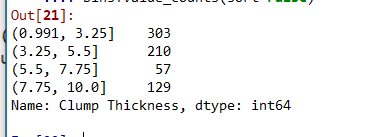 Out[21]:
(0.991, 3.25]    303
(3.25, 5.5]      210
(5.5, 7.75]       57
(7.75, 10.0]     129
Name: Clump Thickness, dtype: int64